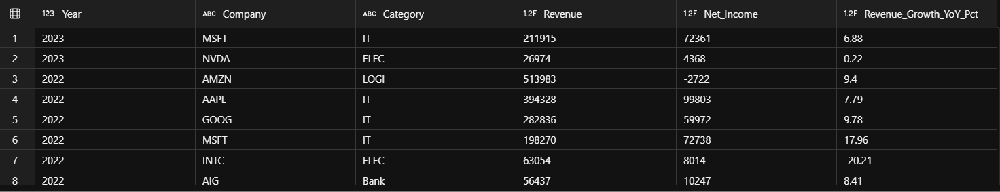 123 Year ABC Company ABC Category 1.2F Revenue 1.2F Net_Income 1.2F Revenue_Growth_YoY_Pct
1 2023 MSFT IT 211915 72361 6.88
2 2023 NVDA ELEC 26974 4368 0.22
3 2022 AMZN LOGI 513983 -2722 9.4
4 2022 AAPL IT 394328 99803 7.79
5 2022 GOOG IT 282836 59972 9.78
6 2022 MSFT IT 198270 72738 17.96
7 2022 INTC ELEC 63054 8014 -20.21
8 2022 AIG Bank 56437 10247 8.41